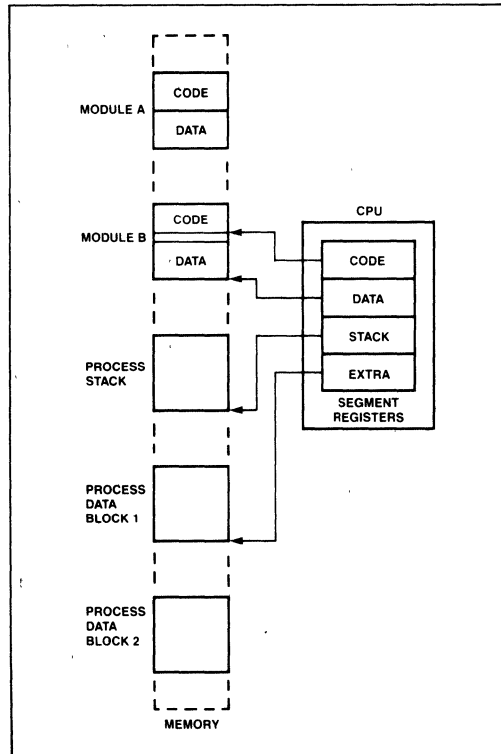 CODE
MODULE A
DATA
CPU
CODE
MODULE B
DATA
CODE
DATA
STACK
EXTRA
SEGMENT
REGISTERS
PROCESS
STACK
PROCESS
DATA
BLOCK 1
PROCESS
DATA
BLOCK 2
MEMORY